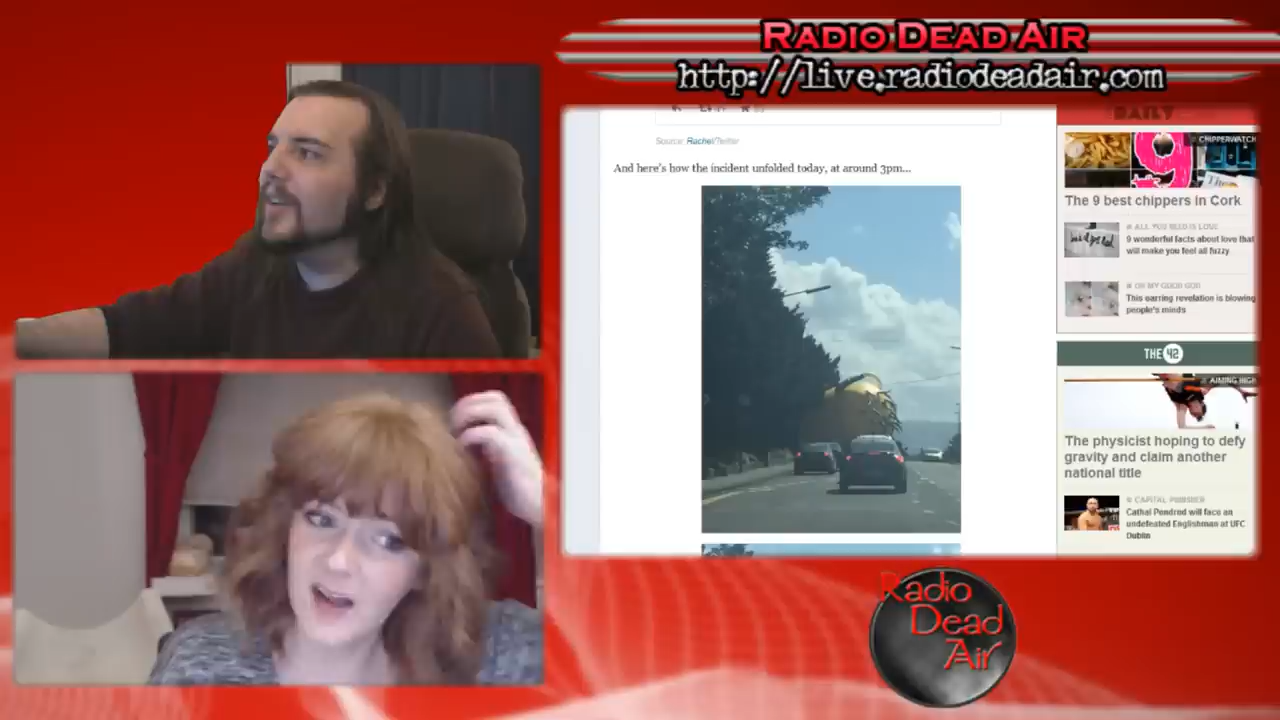 RADIO DEAD AIR
http://live.radiodeadair.com
DAILY
Source: Rachel/Twitter
And here's how the incident unfolded today, at around 3pm...
CHIPPERWATCH
The 9 best chippers in Cork
# ALL YOU NEED IS LOVE
9 wonderful facts about love that
will make you feel all fuzzy
# OH MY GOOD GOD
This earring revelation is blowing
people's minds
THE 42
AIMING HIGH
The physicist hoping to defy
gravity and claim another
national title
# CAPITAL PUNISHER
Cathal Pendred will face an
undefeated Englishman at UFC
Dublin
Radio
Dead
Air